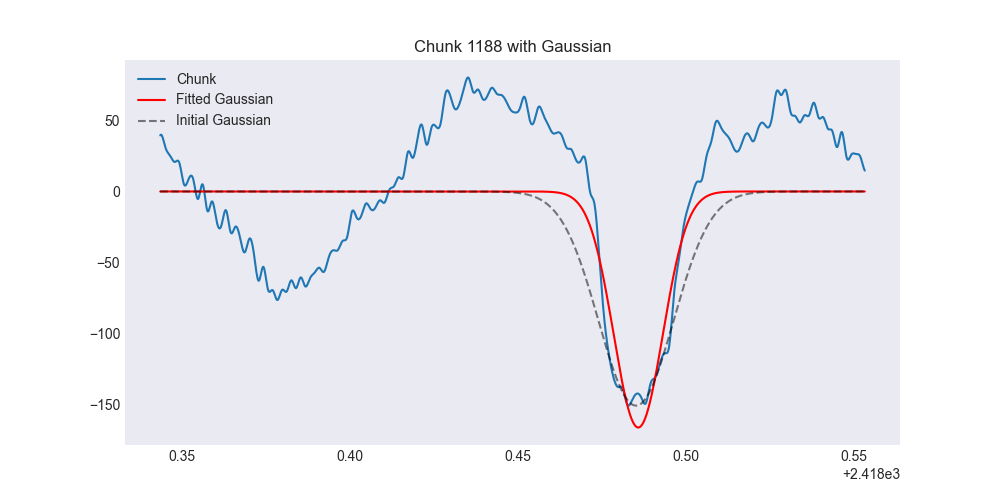 Chunk 1188 with Gaussian
Chunk
Fitted Gaussian
Initial Gaussian
50
0
−50
−100
−150
0.35 0.40 0.45 0.50 0.55
+2.418e3